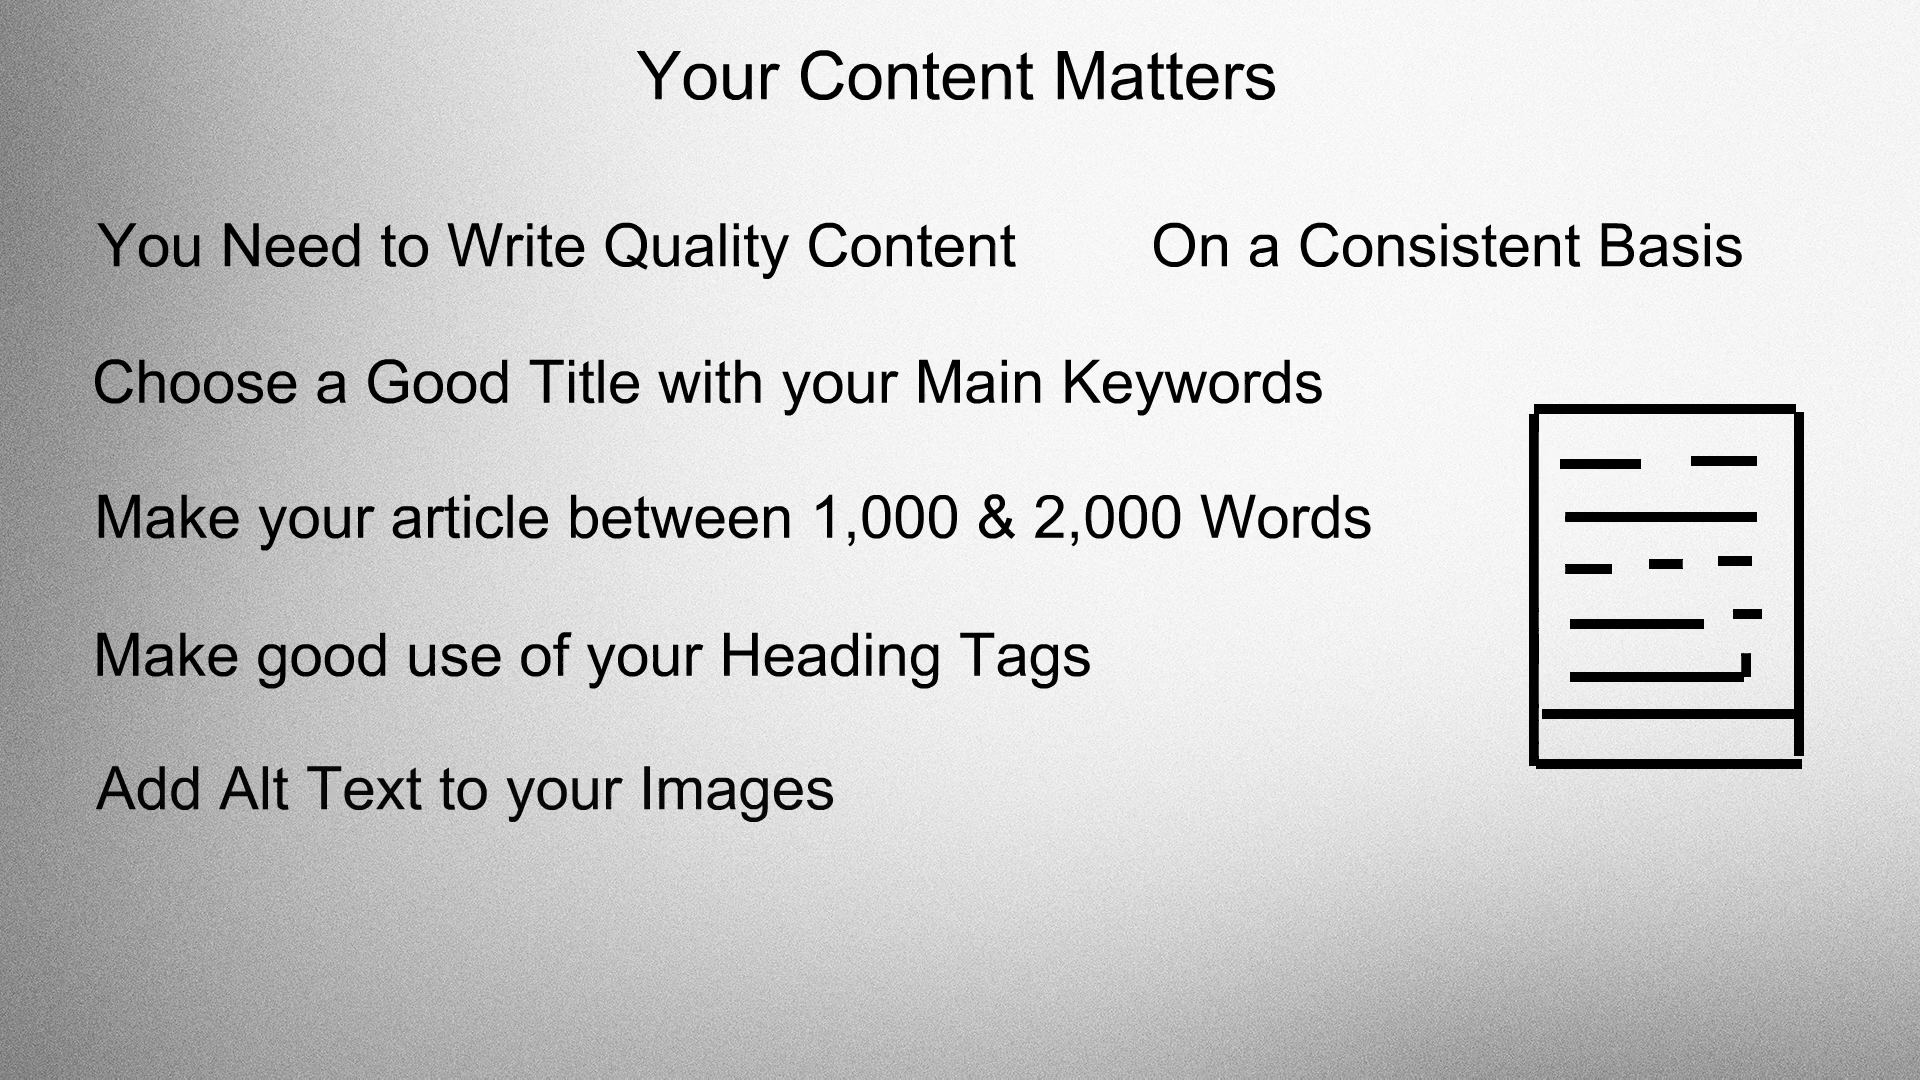 Your Content Matters
You Need to Write Quality Content On a Consistent Basis
Choose a Good Title with your Main Keywords
Make your article between 1,000 & 2,000 Words
Make good use of your Heading Tags
Add Alt Text to your Images